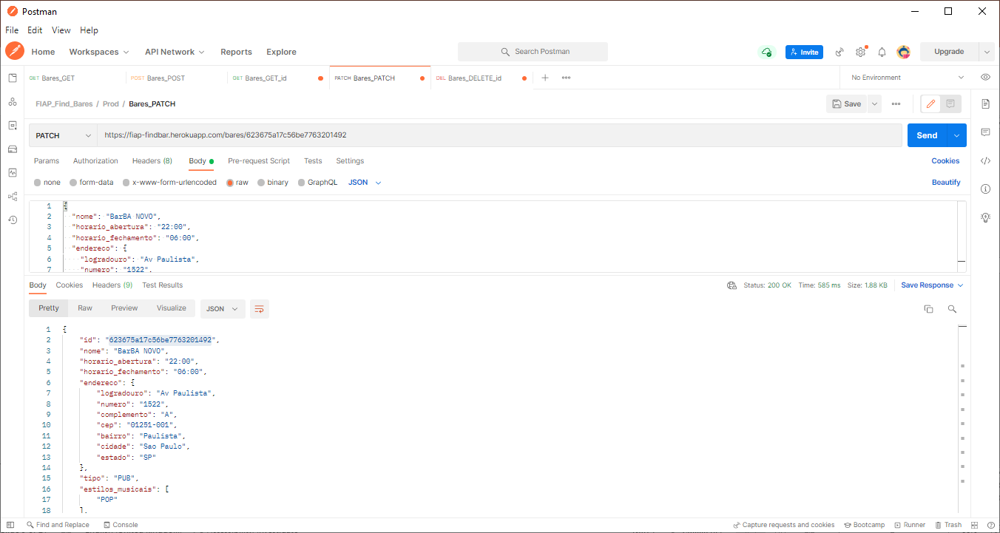 Postman
File Edit View Help
Home Workspaces API Network Reports Explore Search Postman Invite Upgrade
GET Bares_GET POST Bares_POST GET Bares_GET_id PATCH Bares_PATCH DEL Bares_DELETE_id No Environment
FIAP_Find_Bares / Prod / Bares_PATCH Save
PATCH https://fiap-findbar.herokuapp.com/bares/623675a17c56be7763201492 Send
Params Authorization Headers (8) Body Pre-request Script Tests Settings Cookies
none form-data x-www-form-urlencoded raw binary GraphQL JSON Beautify
1 {
2 "nome": "BarBA NOVO",
3 "horario_abertura": "22:00",
4 "horario_fechamento": "06:00",
5 "endereco": {
6 "logradouro": "Av Paulista",
7 "numero": "1522",
Body Cookies Headers (9) Test Results Status: 200 OK Time: 585 ms Size: 1.88 KB Save Response
Pretty Raw Preview Visualize JSON
1 {
2 "id": "623675a17c56be7763201492",
3 "nome": "BarBA NOVO",
4 "horario_abertura": "22:00",
5 "horario_fechamento": "06:00",
6 "endereco": {
7 "logradouro": "Av Paulista",
8 "numero": "1522",
9 "complemento": "A",
10 "cep": "01251-001",
11 "bairro": "Paulista",
12 "cidade": "Sao Paulo",
13 "estado": "SP"
14 },
15 "tipo": "PUB",
16 "estilos_musicais": [
17 "POP"
18 ],
Find and Replace Console Capture requests and cookies Bootcamp Runner Trash